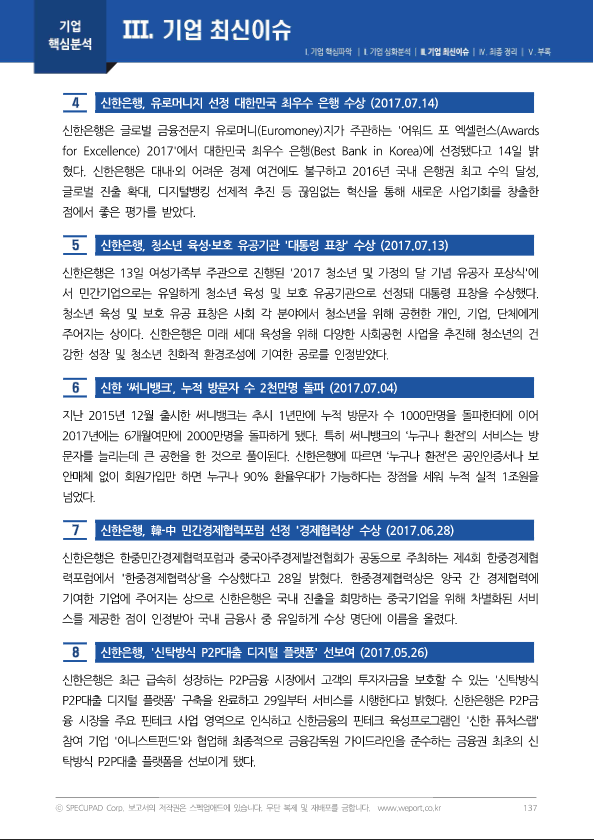 기업
핵심분석
III. 기업 최신이슈
I. 기업 핵심파악 | II. 기업 심화분석 | III. 기업 최신이슈 | IV. 최종 정리 | V. 부록
4 신한은행, 유로머니지 선정 대한민국 최우수 은행 수상 (2017.07.14)
신한은행은 글로벌 금융전문지 유로머니(Euromoney)지가 주관하는 '어워드 포 엑셀런스(Awards
for Excellence) 2017'에서 대한민국 최우수 은행(Best Bank in Korea)에 선정됐다고 14일 밝
혔다. 신한은행은 대내·외 어려운 경제 여건에도 불구하고 2016년 국내 은행권 최고 수익 달성,
글로벌 진출 확대, 디지털뱅킹 선제적 추진 등 끊임없는 혁신을 통해 새로운 사업기회를 창출한
점에서 좋은 평가를 받았다.
5 신한은행, 청소년 육성·보호 유공기관 '대통령 표창' 수상 (2017.07.13)
신한은행은 13일 여성가족부 주관으로 진행된 '2017 청소년 및 가정의 달 기념 유공자 포상식'에
서 민간기업으로는 유일하게 청소년 육성 및 보호 유공기관으로 선정돼 대통령 표창을 수상했다.
청소년 육성 및 보호 유공 표창은 사회 각 분야에서 청소년을 위해 공헌한 개인, 기업, 단체에게
주어지는 상이다. 신한은행은 미래 세대 육성을 위해 다양한 사회공헌 사업을 추진해 청소년의 건
강한 성장 및 청소년 친화적 환경조성에 기여한 공로를 인정받았다.
6 신한 '써니뱅크', 누적 방문자 수 2천만명 돌파 (2017.07.04)
지난 2015년 12월 출시한 써니뱅크는 추시 1년만에 누적 방문자 수 1000만명을 돌파한데에 이어
2017년에는 6개월여만에 2000만명을 돌파하게 됐다. 특히 써니뱅크의 '누구나 환전'의 서비스는 방
문자를 늘리는데 큰 공헌을 한 것으로 풀이된다. 신한은행에 따르면 '누구나 환전'은 공인인증서나 보
안매체 없이 회원가입만 하면 누구나 90% 환율우대가 가능하다는 장점을 세워 누적 실적 1조원을
넘었다.
7 신한은행, 韓-中 민간경제협력포럼 선정 '경제협력상' 수상 (2017.06.28)
신한은행은 한중민간경제협력포럼과 중국아주경제발전협회가 공동으로 주최하는 제4회 한중경제협
력포럼에서 '한중경제협력상'을 수상했다고 28일 밝혔다. 한중경제협력상은 양국 간 경제협력에
기여한 기업에 주어지는 상으로 신한은행은 국내 진출을 희망하는 중국기업을 위해 차별화된 서비
스를 제공한 점이 인정받아 국내 금융사 중 유일하게 수상 명단에 이름을 올렸다.
8 신한은행, '신탁방식 P2P대출 디지털 플랫폼' 선보여 (2017.05.26)
신한은행은 최근 급속히 성장하는 P2P금융 시장에서 고객의 투자자금을 보호할 수 있는 '신탁방식
P2P대출 디지털 플랫폼' 구축을 완료하고 29일부터 서비스를 시행한다고 밝혔다. 신한은행은 P2P금
융 시장을 주요 핀테크 사업 영역으로 인식하고 신한금융의 핀테크 육성프로그램인 '신한 퓨처스랩'
참여 기업 '어니스트펀드'와 협업해 최종적으로 금융감독원 가이드라인을 준수하는 금융권 최초의 신
탁방식 P2P대출 플랫폼을 선보이게 됐다.
ⓒ SPECUPAD Corp. 보고서의 저작권은 스펙업애드에 있습니다. 무단 복제 및 재배포를 금합니다. www.weport.co.kr 137